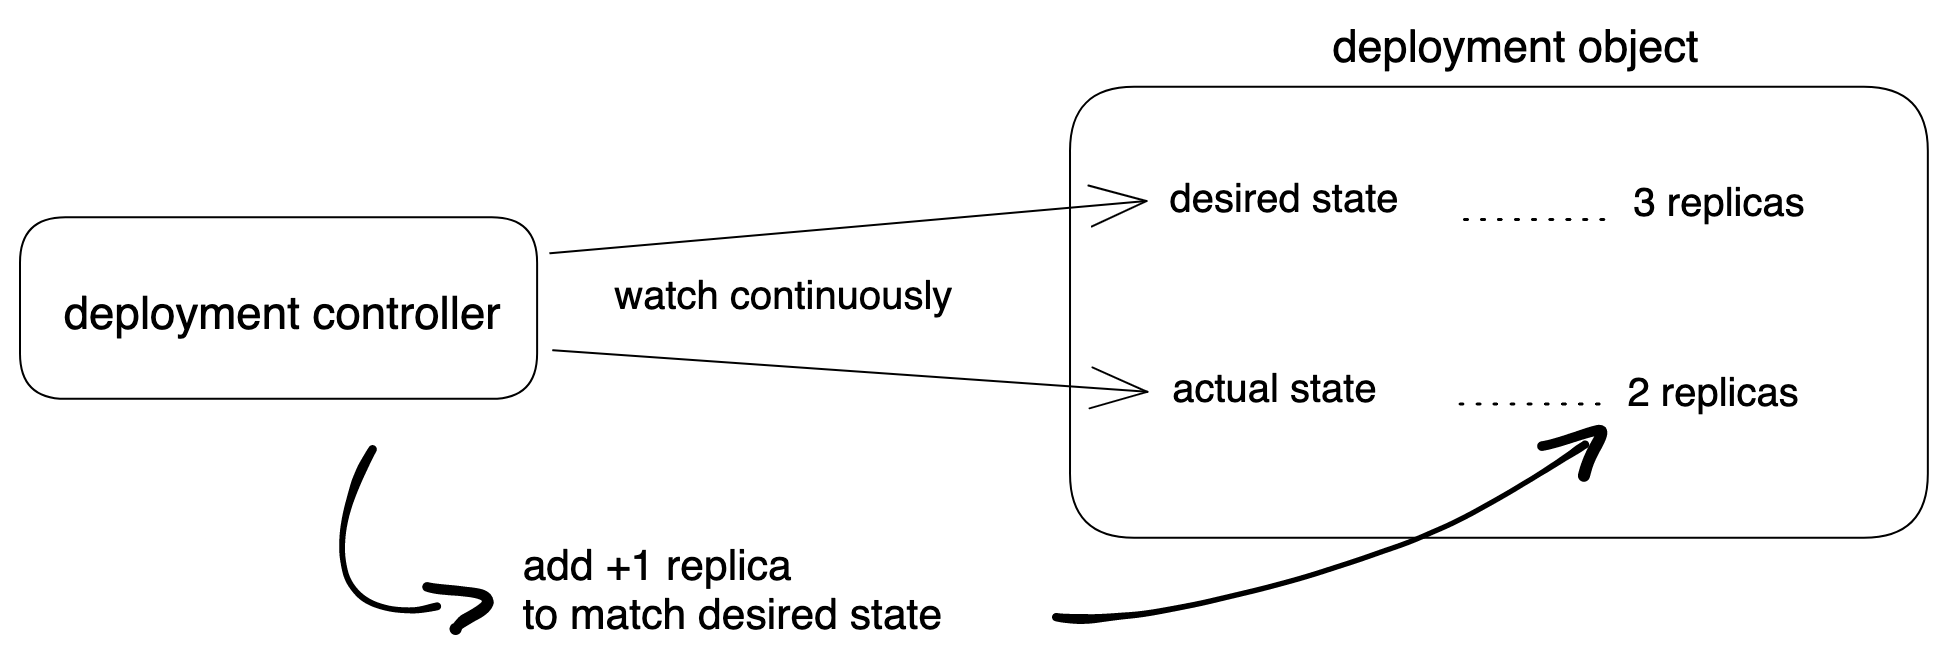 deployment object
desired state ......... 3 replicas
deployment controller
watch continuously
actual state ......... 2 replicas
add +1 replica
to match desired state